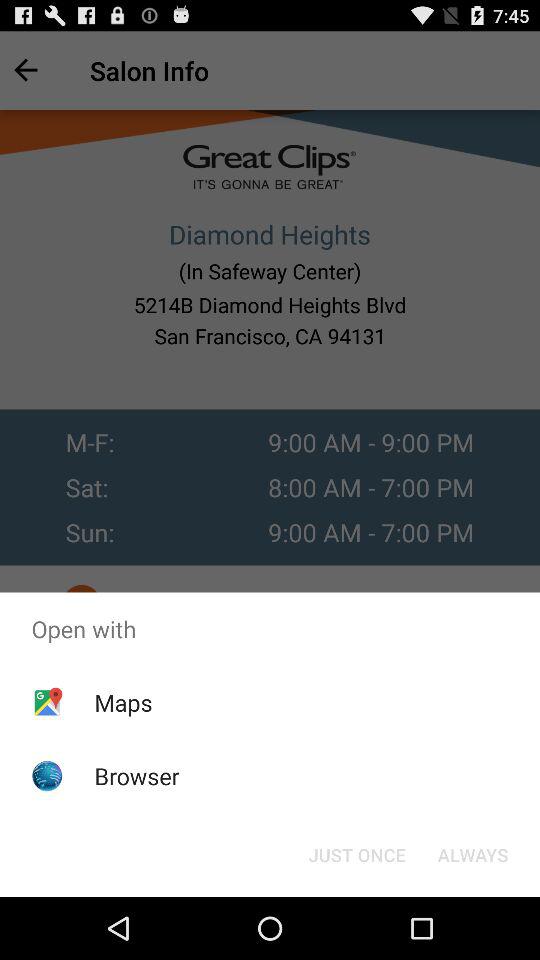 7:45
Salon Info
Great Clips®
IT'S GONNA BE GREAT®
Diamond Heights
(In Safeway Center)
5214B Diamond Heights Blvd
San Francisco, CA 94131
M-F: 9:00 AM - 9:00 PM
Sat: 8:00 AM - 7:00 PM
Sun: 9:00 AM - 7:00 PM
Open with
Maps
Browser
JUST ONCE ALWAYS